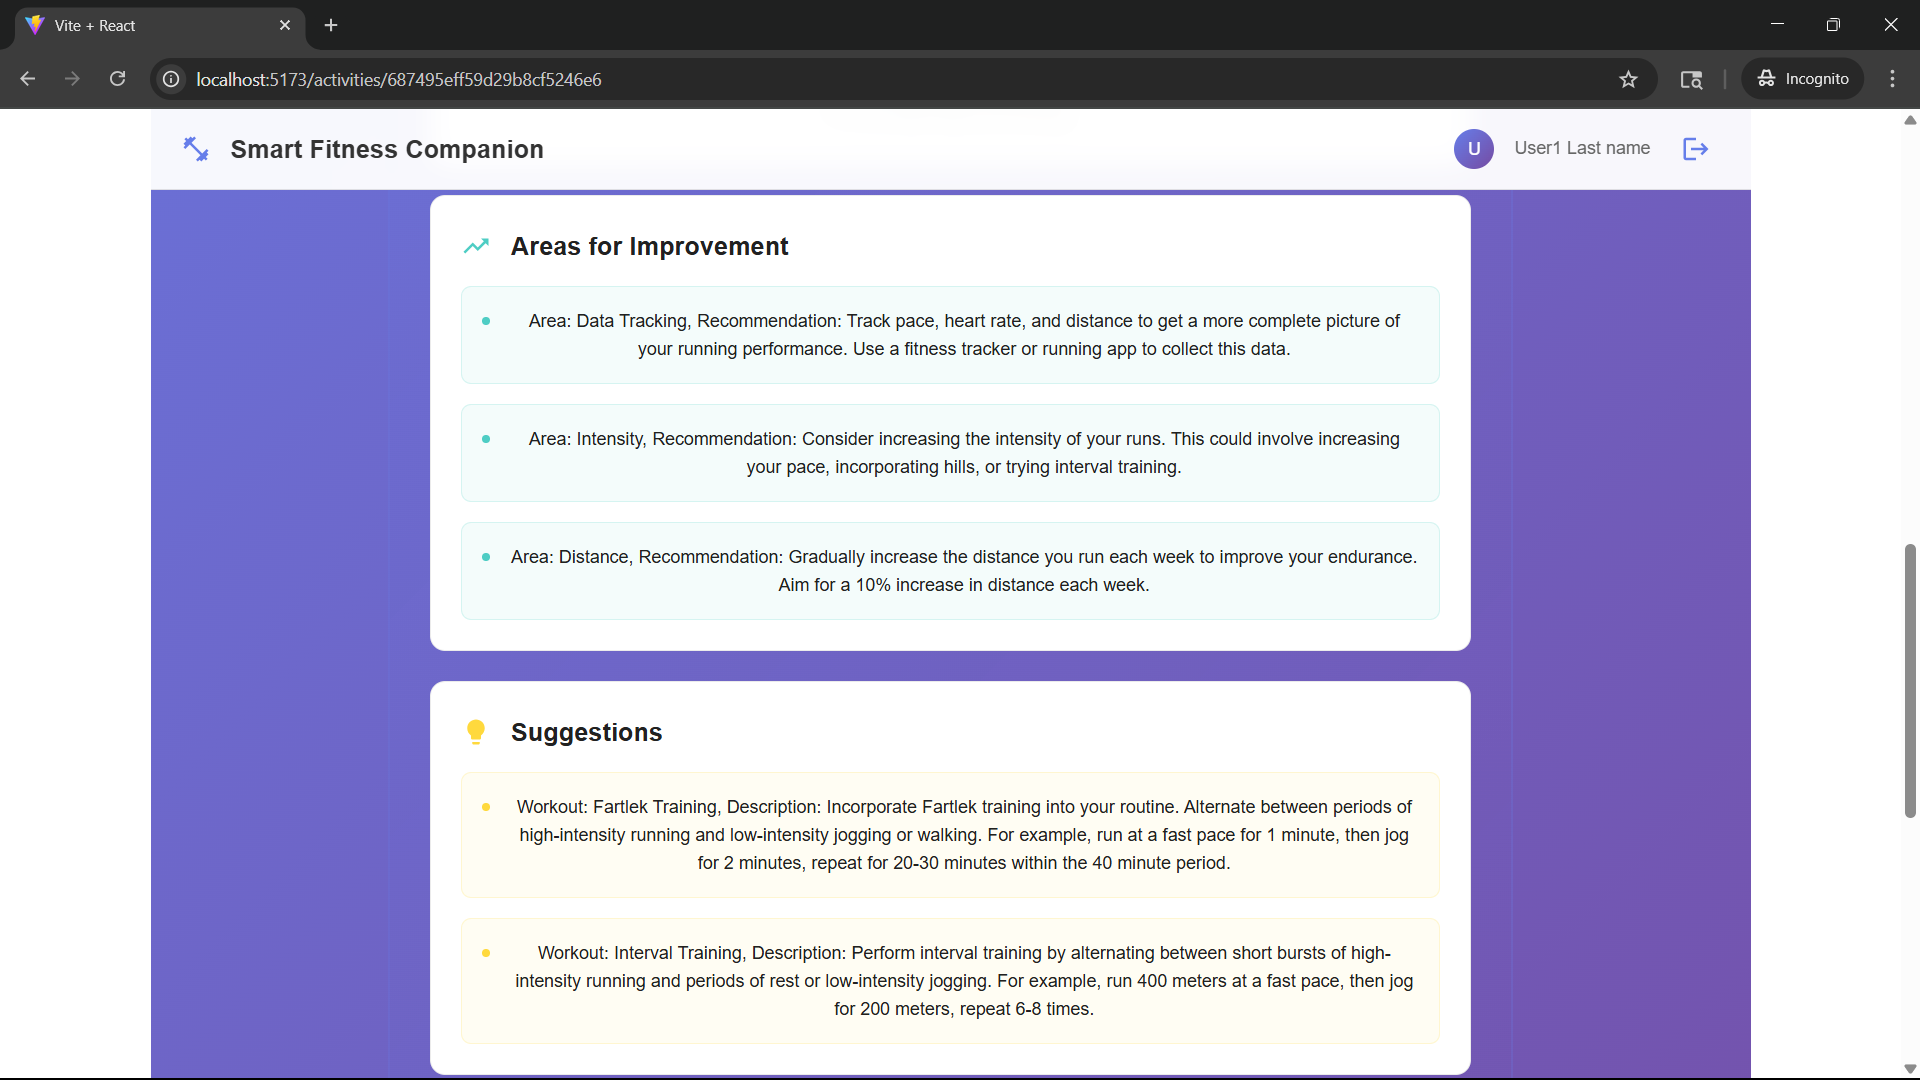 Vite + React
localhost:5173/activities/687495eff59d29b8cf5246e6
Incognito
Smart Fitness Companion
U
User1 Last name
Areas for Improvement
Area: Data Tracking, Recommendation: Track pace, heart rate, and distance to get a more complete picture of
your running performance. Use a fitness tracker or running app to collect this data.
Area: Intensity, Recommendation: Consider increasing the intensity of your runs. This could involve increasing
your pace, incorporating hills, or trying interval training.
Area: Distance, Recommendation: Gradually increase the distance you run each week to improve your endurance.
Aim for a 10% increase in distance each week.
Suggestions
Workout: Fartlek Training, Description: Incorporate Fartlek training into your routine. Alternate between periods of
high-intensity running and low-intensity jogging or walking. For example, run at a fast pace for 1 minute, then jog
for 2 minutes, repeat for 20-30 minutes within the 40 minute period.
Workout: Interval Training, Description: Perform interval training by alternating between short bursts of high-
intensity running and periods of rest or low-intensity jogging. For example, run 400 meters at a fast pace, then jog
for 200 meters, repeat 6-8 times.